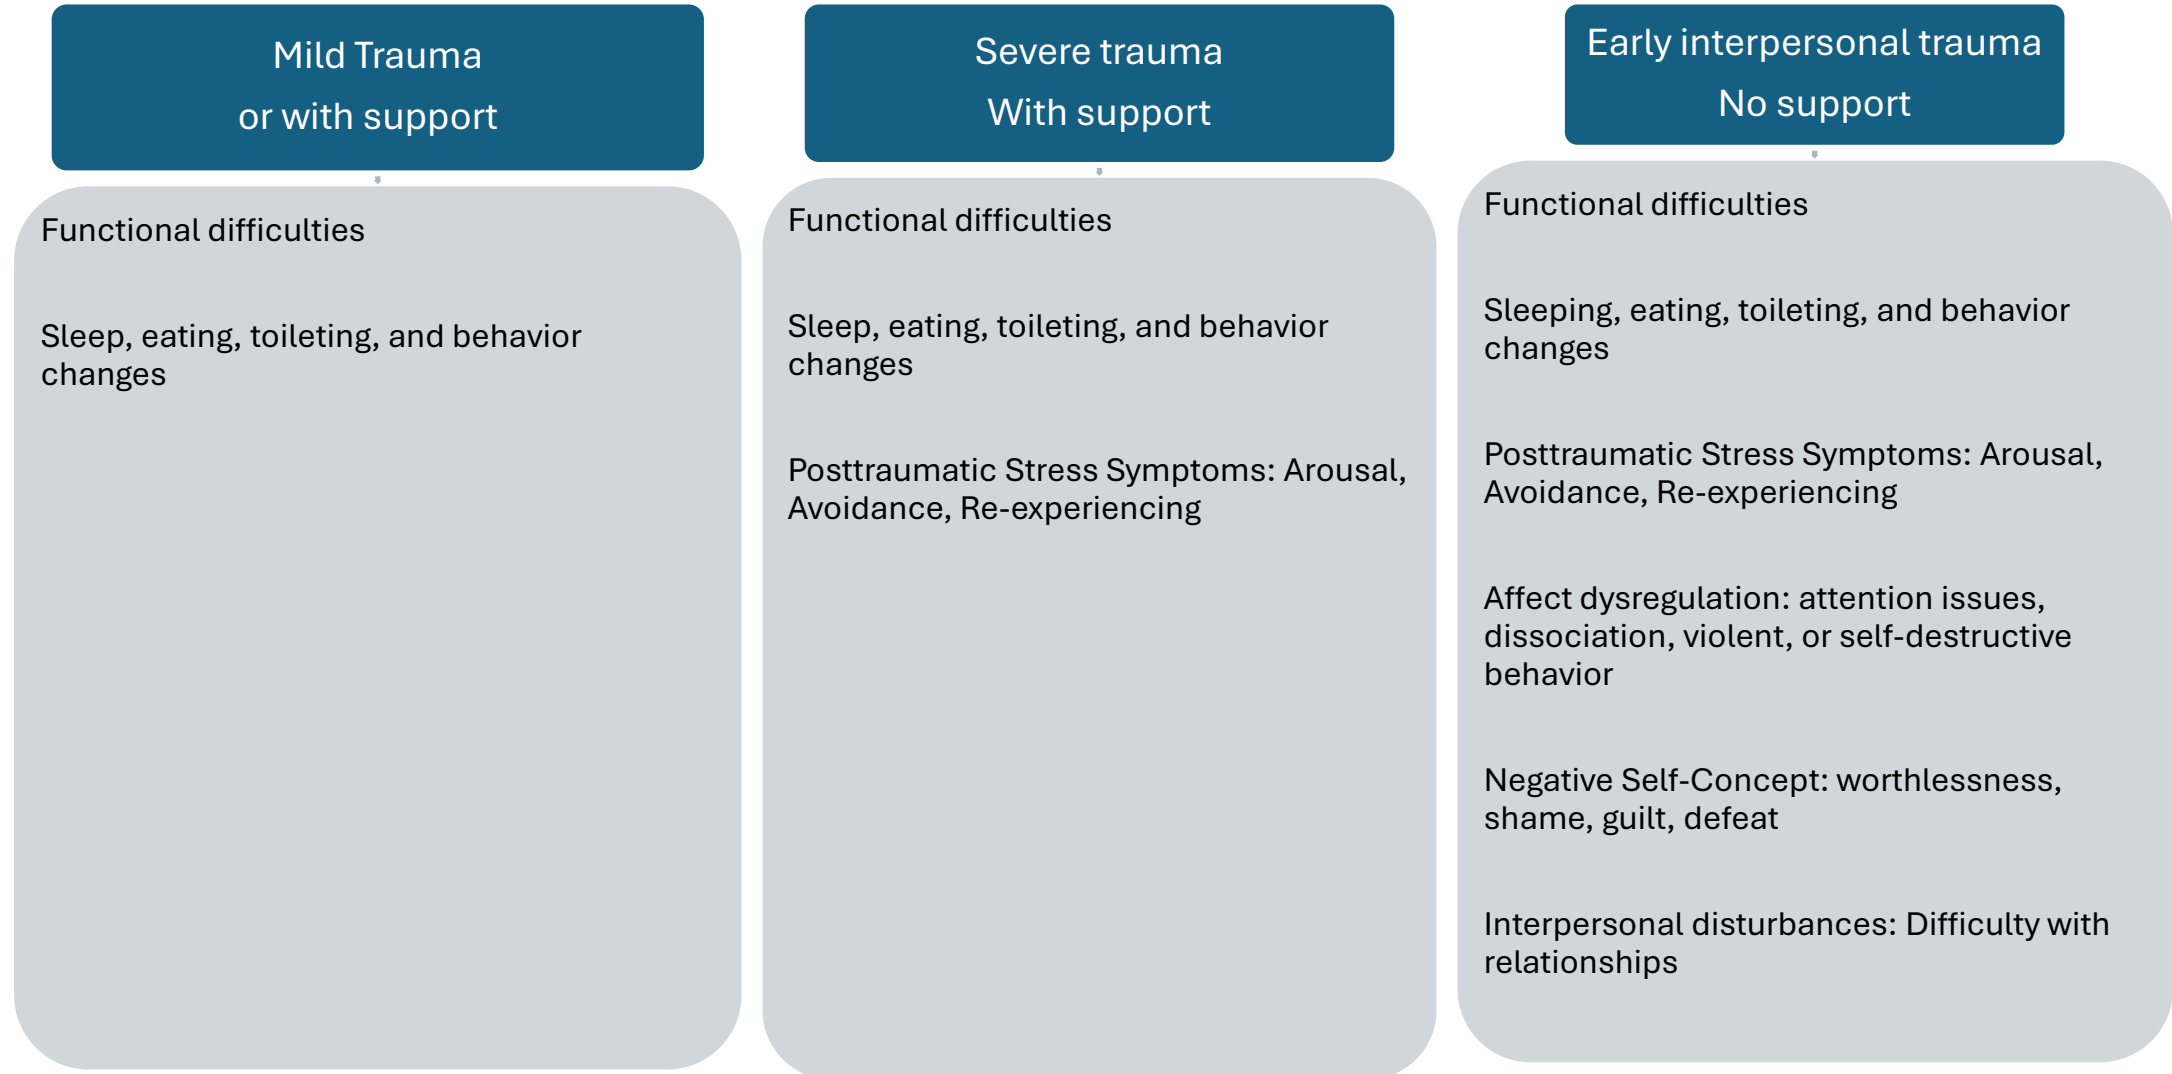 Mild Trauma
or with support
Functional difficulties
Sleep, eating, toileting, and behavior
changes
Severe trauma
With support
Functional difficulties
Sleep, eating, toileting, and behavior
changes
Posttraumatic Stress Symptoms: Arousal,
Avoidance, Re-experiencing
Early interpersonal trauma
No support
Functional difficulties
Sleeping, eating, toileting, and behavior
changes
Posttraumatic Stress Symptoms: Arousal,
Avoidance, Re-experiencing
Affect dysregulation: attention issues,
dissociation, violent, or self-destructive
behavior
Negative Self-Concept: worthlessness,
shame, guilt, defeat
Interpersonal disturbances: Difficulty with
relationships